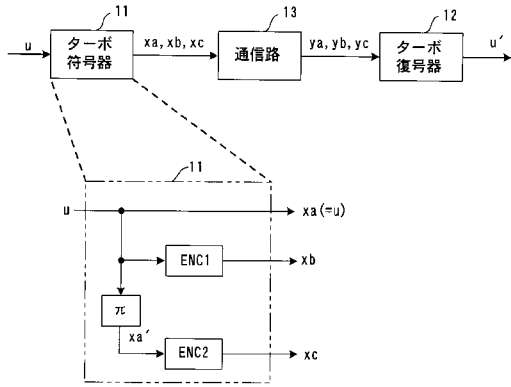 11
13
12
u
ターボ
符号器
xa, xb, xc
通信路
ya, yb, yc
ターボ
復号器
u′
11
u
xa(=u)
ENC1
xb
π
xa′
ENC2
xc